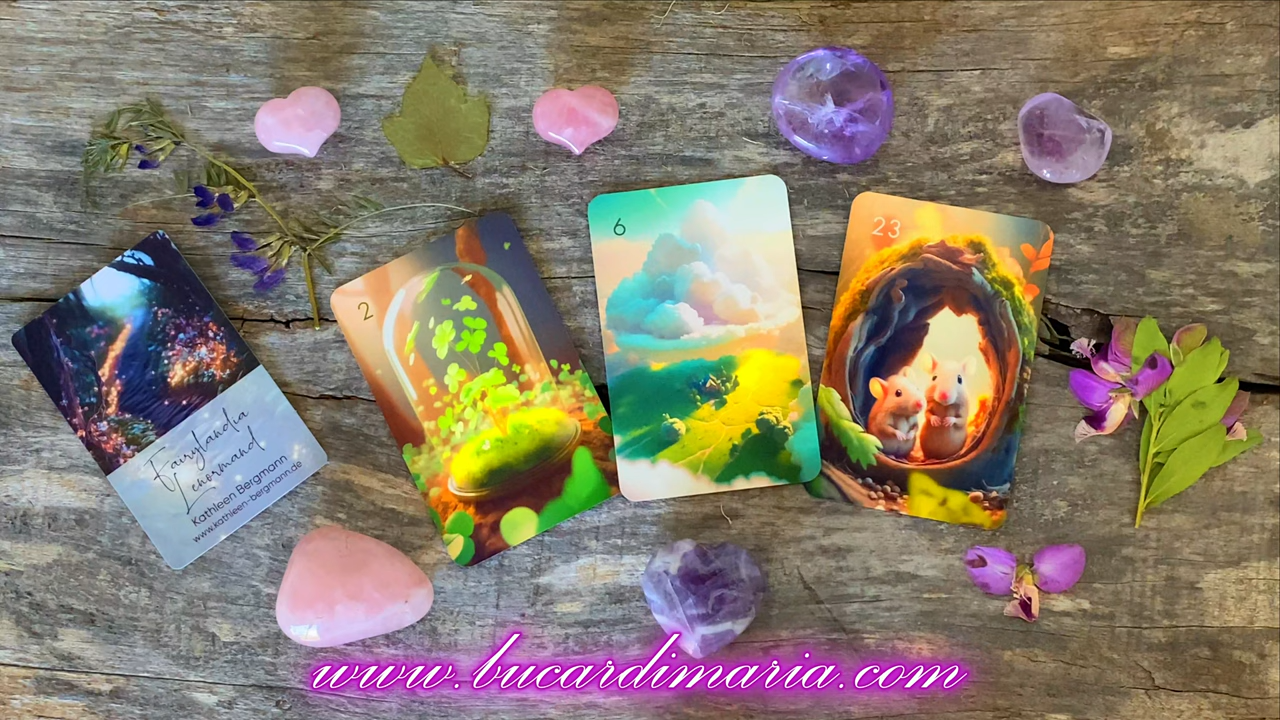 2
6
23
Fairylandia
Lenormand
Kathleen Bergmann
www.kathleen-bergmann.de
www.bucardimaria.com